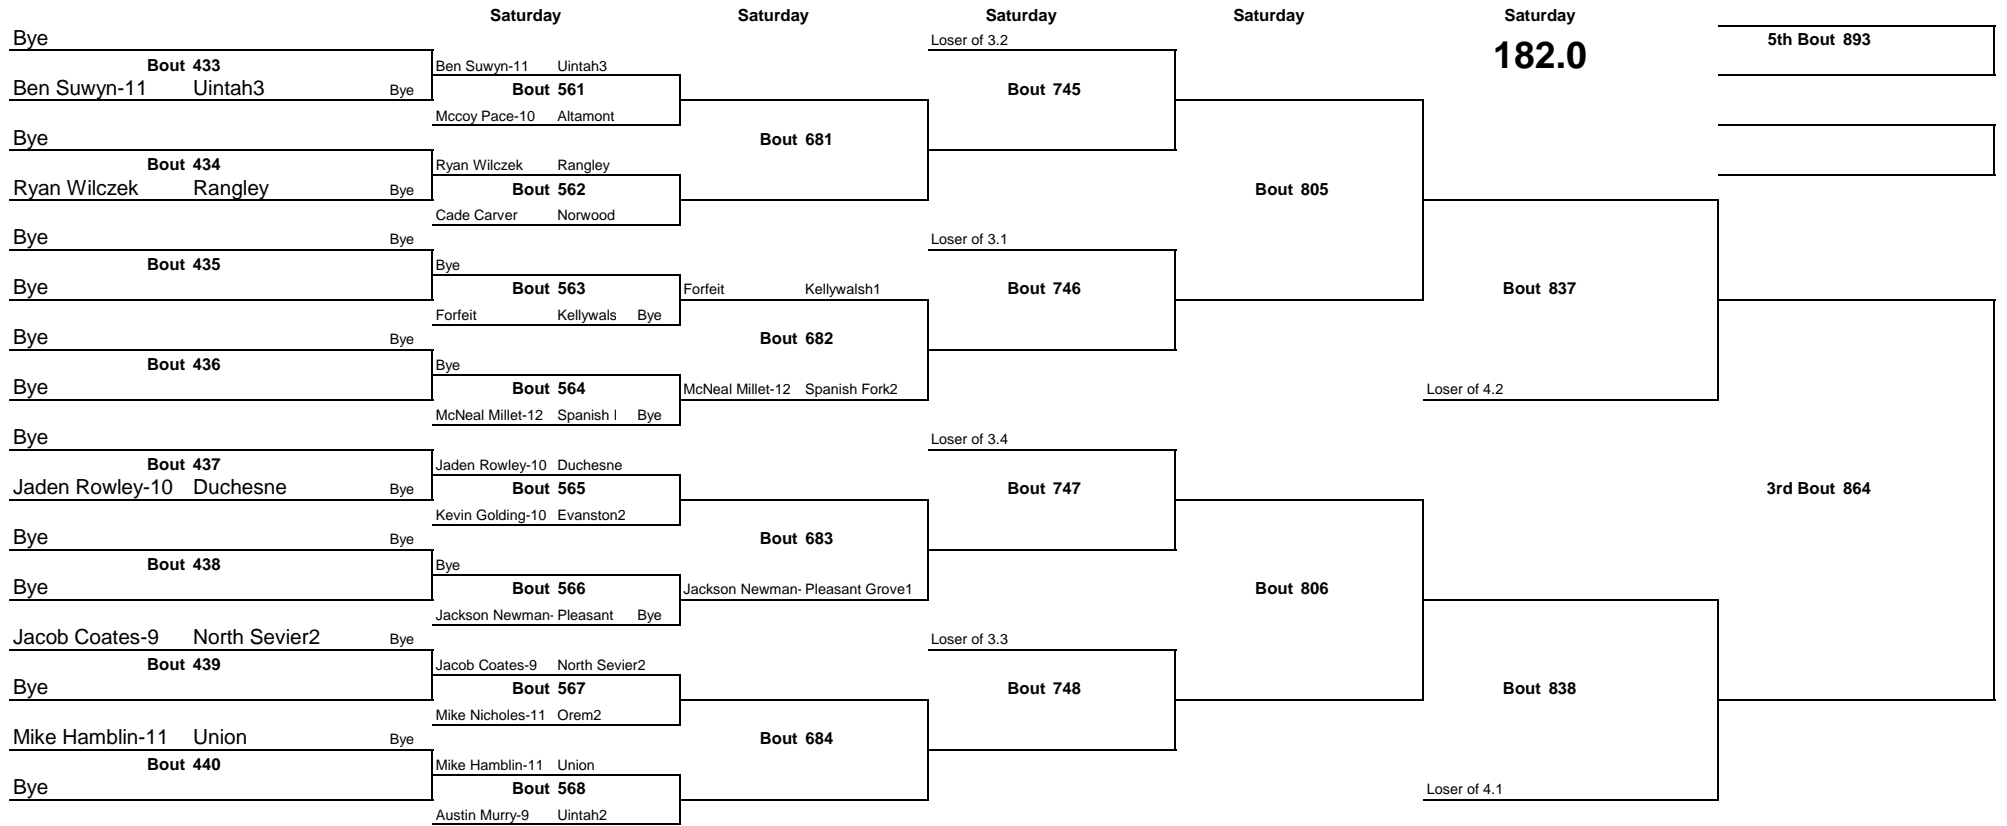 Saturday Saturday Saturday Saturday Saturday
182.0
Bye
Bout 433
Ben Suwyn-11 Uintah3 Bye
Bye
Bout 434
Ryan Wilczek Rangley Bye
Bye Bye
Bout 435
Bye
Bye Bye
Bout 436
Bye
Bye
Bout 437
Jaden Rowley-10 Duchesne Bye
Bye Bye
Bout 438
Bye
Jacob Coates-9 North Sevier2 Bye
Bout 439
Bye
Mike Hamblin-11 Union Bye
Bout 440
Bye
Ben Suwyn-11 Uintah3
Bout 561
Mccoy Pace-10 Altamont
Ryan Wilczek Rangley
Bout 562
Cade Carver Norwood
Bye
Bout 563
Forfeit Kellywals Bye
Bye
Bout 564
McNeal Millet-12 Spanish Bye
Jaden Rowley-10 Duchesne
Bout 565
Kevin Golding-10 Evanston2
Bye
Bout 566
Jackson Newman- Pleasant Bye
Jacob Coates-9 North Sevier2
Bout 567
Mike Nicholes-11 Orem2
Mike Hamblin-11 Union
Bout 568
Austin Murry-9 Uintah2
Bout 681
Forfeit Kellywalsh1
Bout 682
McNeal Millet-12 Spanish Fork2
Bout 683
Jackson Newman- Pleasant Grove1
Bout 684
Loser of 3.2
Bout 745
Loser of 3.1
Bout 746
Loser of 3.4
Bout 747
Loser of 3.3
Bout 748
Bout 805
Bout 806
Bout 837
Loser of 4.2
Bout 838
Loser of 4.1
5th Bout 893
3rd Bout 864